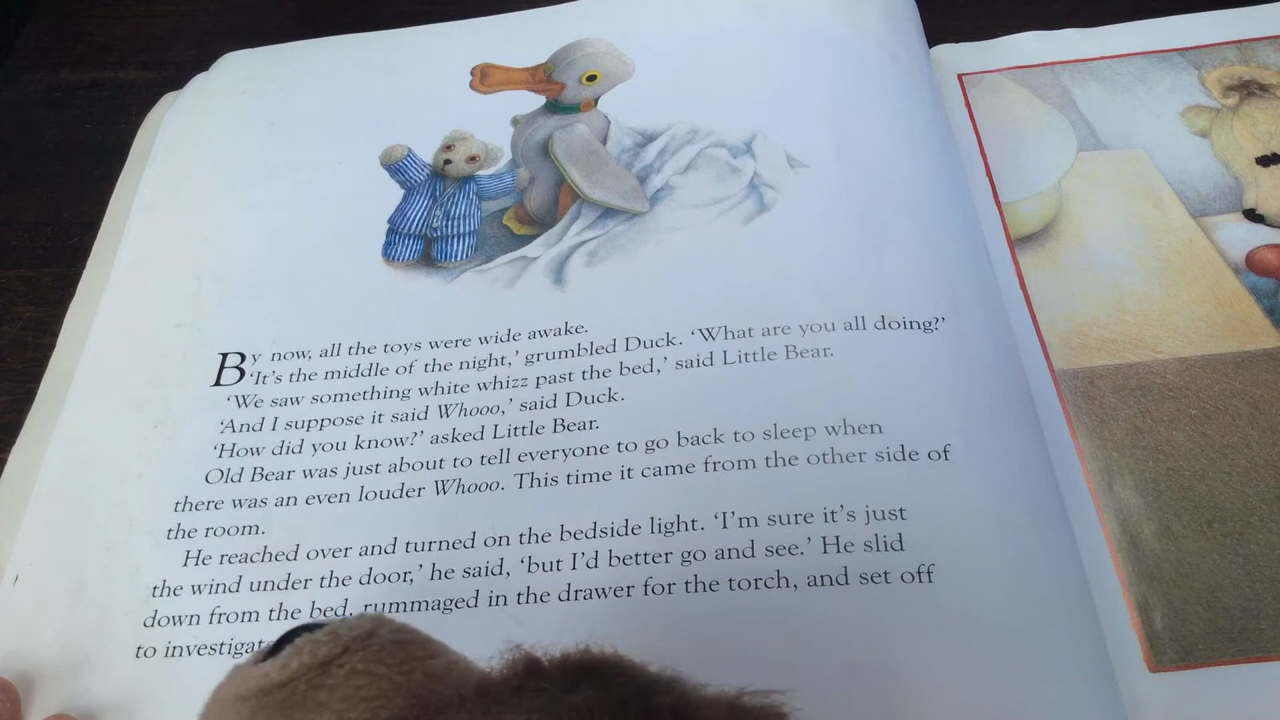 By now, all the toys were wide awake.
‘It's the middle of the night,’ grumbled Duck. ‘What are you all doing?’
‘We saw something white whizz past the bed,’ said Little Bear.
‘And I suppose it said Whooo,’ said Duck.
‘How did you know?’ asked Little Bear.
Old Bear was just about to tell everyone to go back to sleep when
there was an even louder Whooo. This time it came from the other side of
the room.
He reached over and turned on the bedside light. ‘I'm sure it's just
the wind under the door,’ he said, ‘but I'd better go and see.’ He slid
down from the bed, rummaged in the drawer for the torch, and set off
to